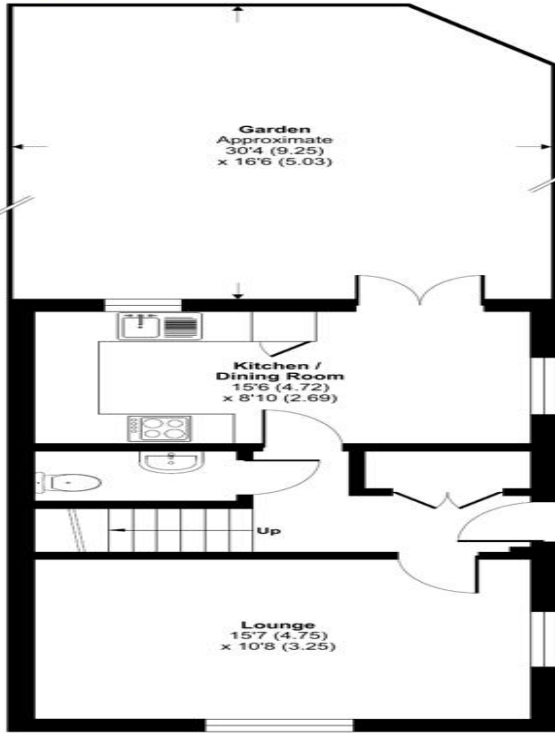 Garden
Approximate
30'4 (9.25)
x 16'6 (5.03)
Kitchen /
Dining Room
15'6 (4.72)
x 8'10 (2.69)
Up
Lounge
15'7 (4.75)
x 10'8 (3.25)